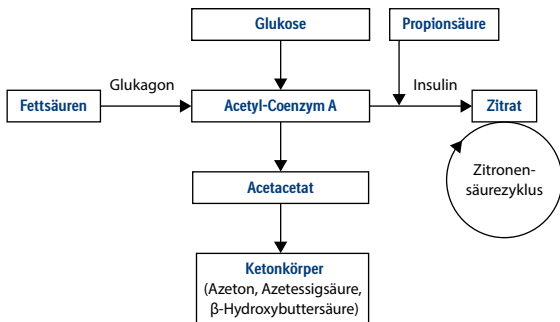 Glukose
Propionsäure
Glukagon
Insulin
Fettsäuren
Acetyl-Coenzym A
Zitrat
Zitronen-
säurezyklus
Acetacetat
Ketonkörper
(Azeton, Azetessigsäure,
β-Hydroxybuttersäure)